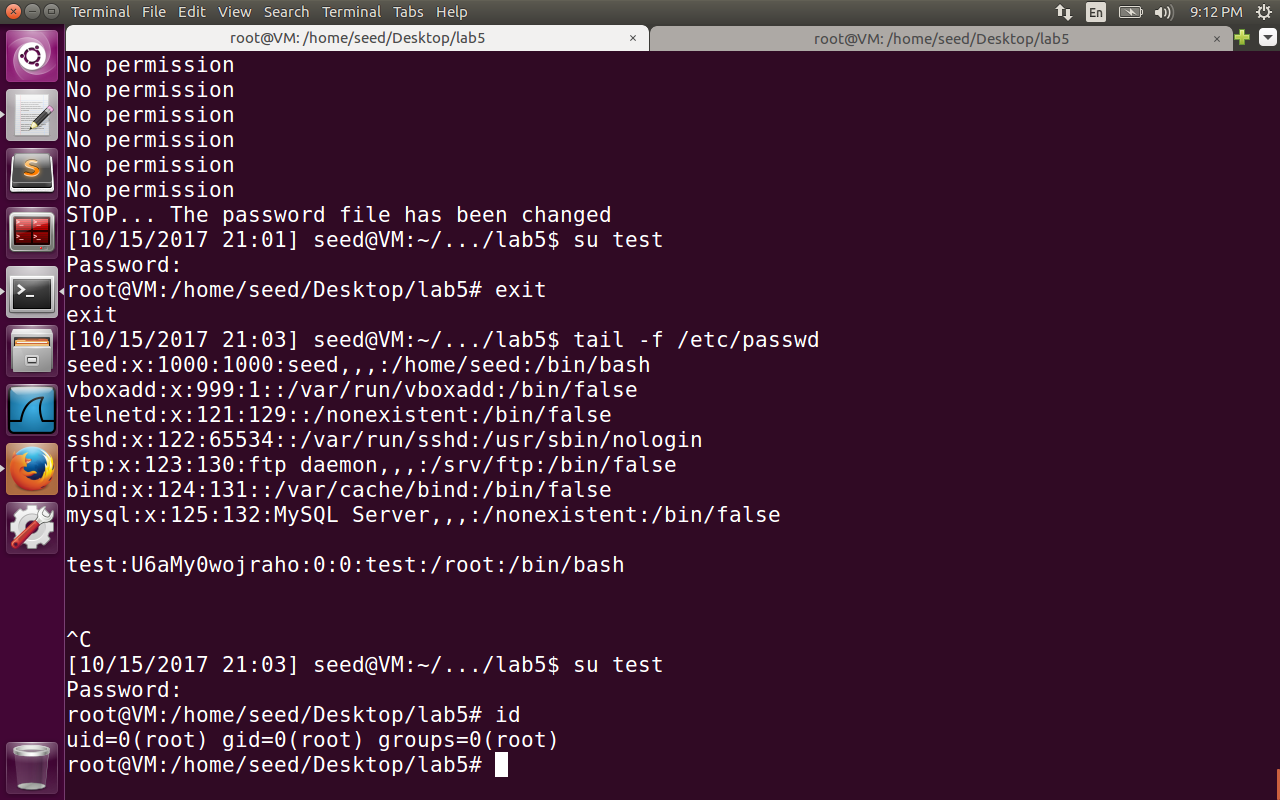 Terminal File Edit View Search Terminal Tabs Help En 9:12 PM
root@VM: /home/seed/Desktop/lab5 × root@VM: /home/seed/Desktop/lab5 ×
No permission
No permission
No permission
No permission
No permission
No permission
STOP... The password file has been changed
[10/15/2017 21:01] seed@VM:~/.../lab5$ su test
Password:
root@VM:/home/seed/Desktop/lab5# exit
exit
[10/15/2017 21:03] seed@VM:~/.../lab5$ tail -f /etc/passwd
seed:x:1000:1000:seed,,,:/home/seed:/bin/bash
vboxadd:x:999:1::/var/run/vboxadd:/bin/false
telnetd:x:121:129::/nonexistent:/bin/false
sshd:x:122:65534::/var/run/sshd:/usr/sbin/nologin
ftp:x:123:130:ftp daemon,,,:/srv/ftp:/bin/false
bind:x:124:131::/var/cache/bind:/bin/false
mysql:x:125:132:MySQL Server,,,:/nonexistent:/bin/false
test:U6aMy0wojraho:0:0:test:/root:/bin/bash
^C
[10/15/2017 21:03] seed@VM:~/.../lab5$ su test
Password:
root@VM:/home/seed/Desktop/lab5# id
uid=0(root) gid=0(root) groups=0(root)
root@VM:/home/seed/Desktop/lab5#